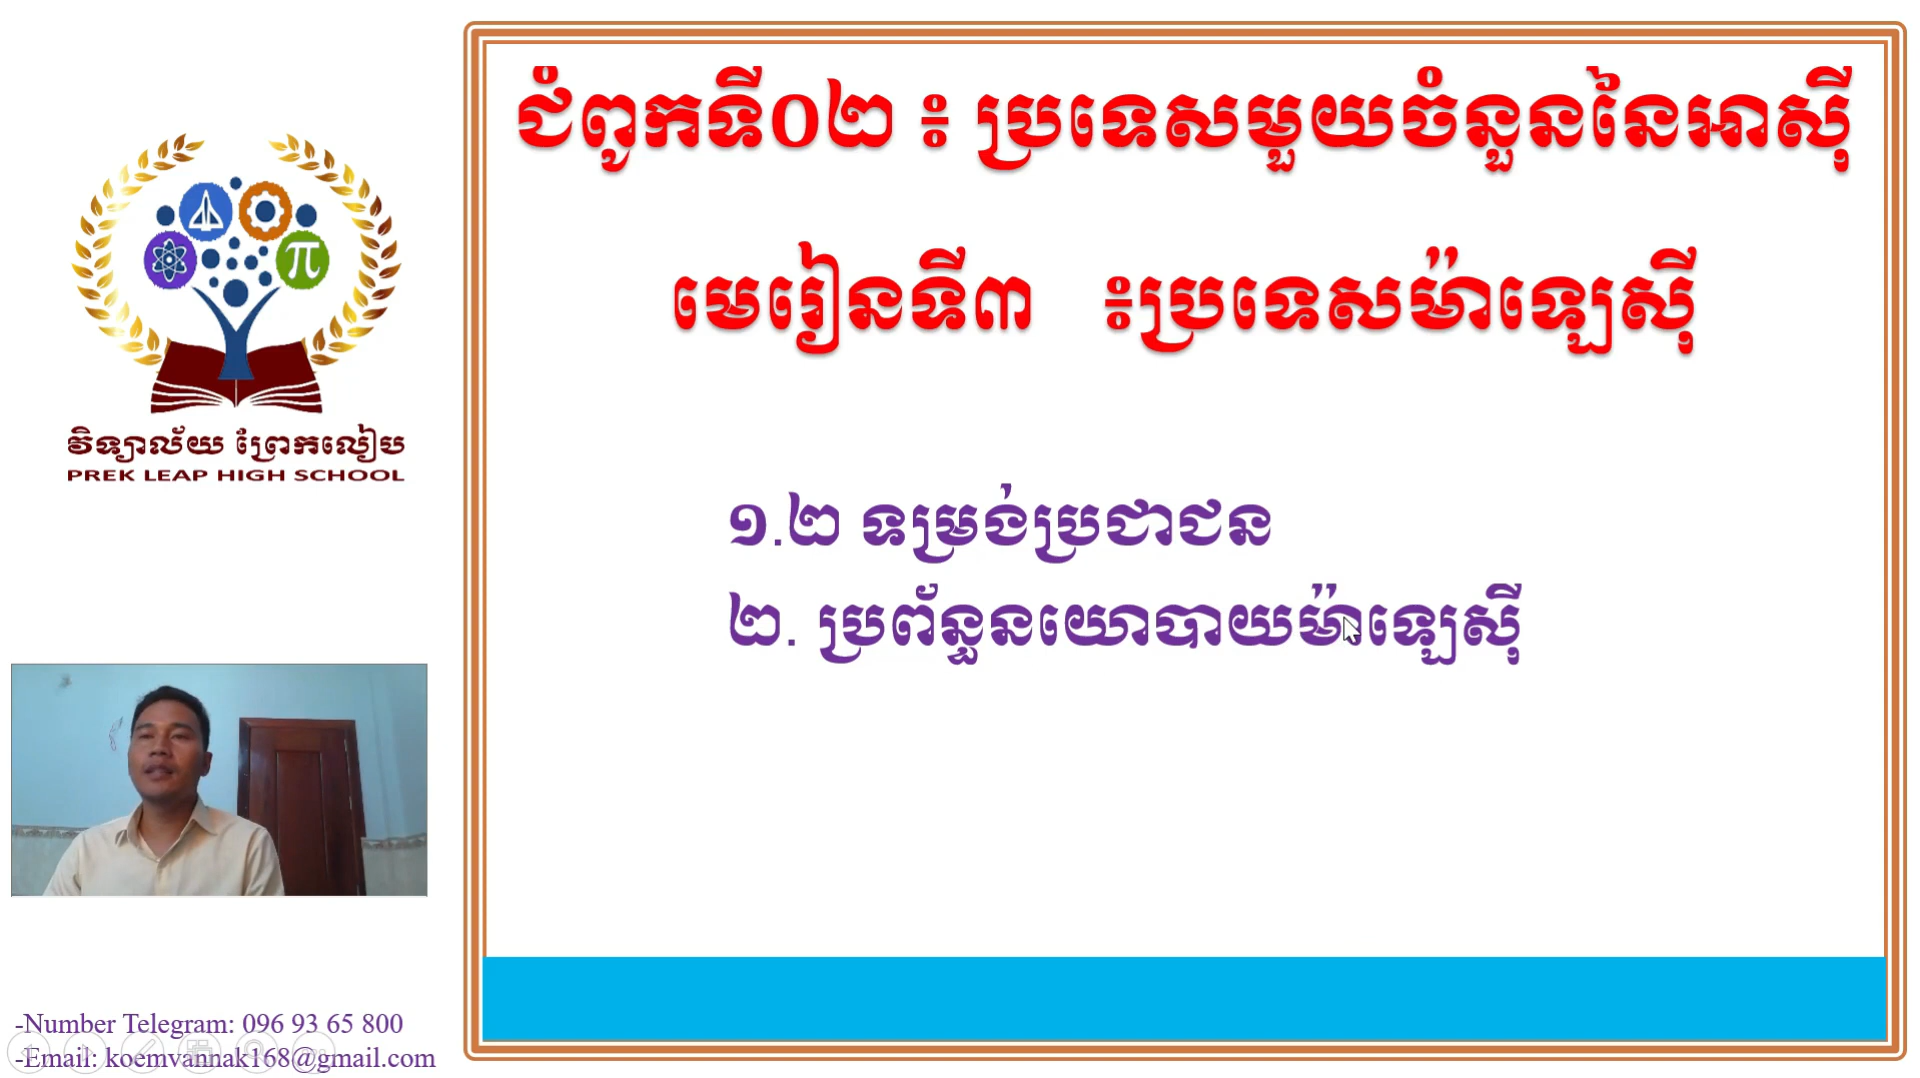 ជំពូកទី០២ ៖ ប្រទេសមួយចំនួននៃអាស៊ី
មេរៀនទី៣ ៖ប្រទេសម៉ាឡេស៊ី
១.២ ទម្រង់ប្រជាជន
២. ប្រព័ន្ធនយោបាយម៉ាឡេស៊ី
វិទ្យាល័យ ព្រែកលៀប
PREK LEAP HIGH SCHOOL
-Number Telegram: 096 93 65 800
-Email: koemvannak168@gmail.com